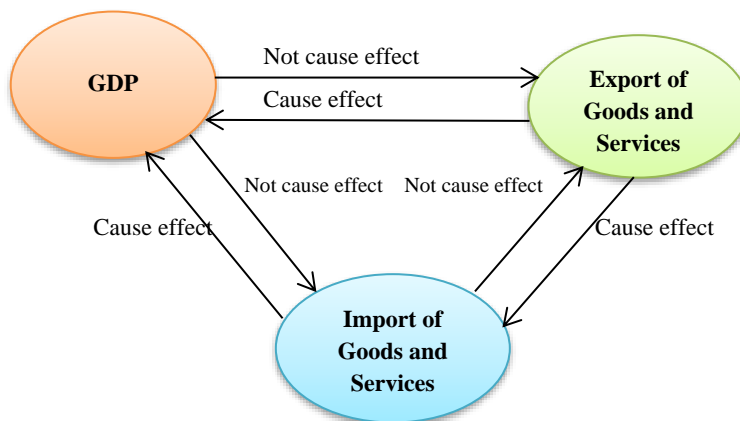 Not cause effect
GDP
Export of
Goods and
Services
Cause effect
Not cause effect
Not cause effect
Cause effect
Cause effect
Import of
Goods and
Services